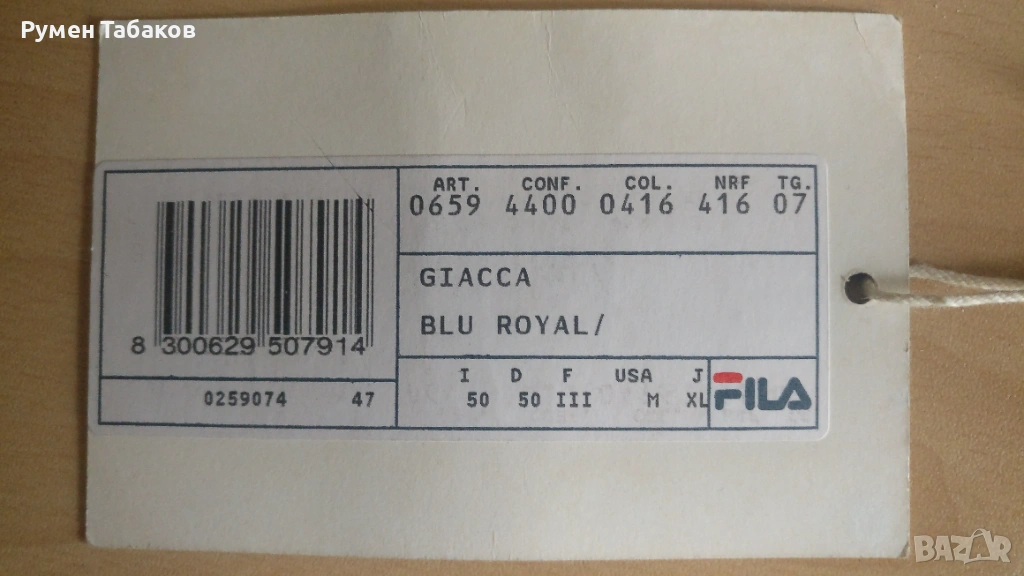 Румен Табаков
ART. CONF. COL. NRF TG.
0659 4400 0416 416 07
GIACCA
BLU ROYAL/
8 300629 507914
I D F USA J
50 50 III M XL
FILA
0259074 47
BAZAR